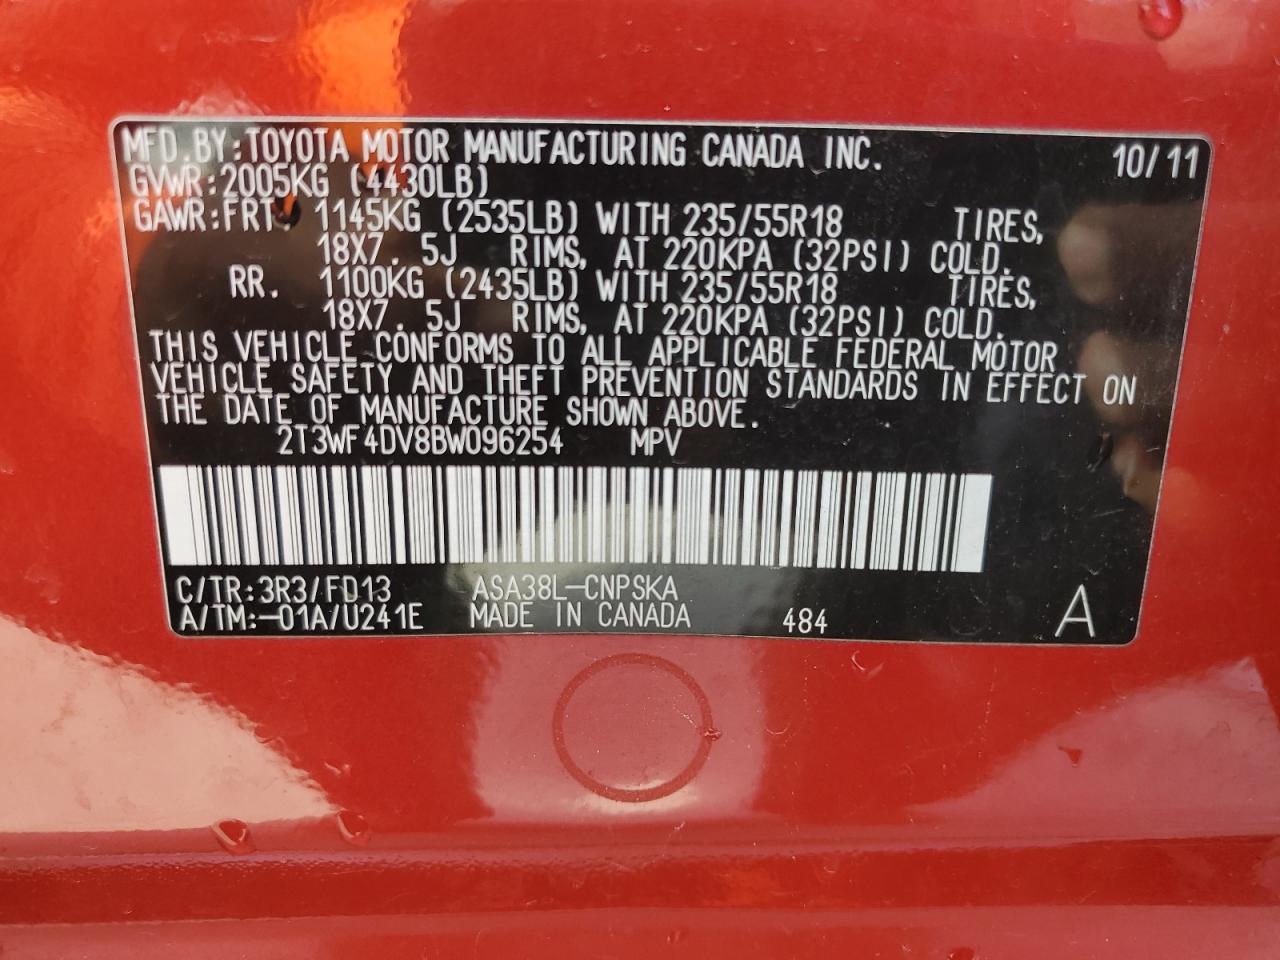 MFD.BY:TOYOTA MOTOR MANUFACTURING CANADA INC. 10/11
GVWR:2005KG (4430LB)
GAWR:FRT. 1145KG (2535LB) WITH 235/55R18 TIRES,
18X7.5J RIMS, AT 220KPA (32PSI) COLD.
RR. 1100KG (2435LB) WITH 235/55R18 TIRES,
18X7.5J RIMS, AT 220KPA (32PSI) COLD.
THIS VEHICLE CONFORMS TO ALL APPLICABLE FEDERAL MOTOR
VEHICLE SAFETY AND THEFT PREVENTION STANDARDS IN EFFECT ON
THE DATE OF MANUFACTURE SHOWN ABOVE.
2T3WF4DV8BW096254 MPV
C/TR:3R3/FD13 ASA38L-CNPSKA
A/TM:-01A/U241E MADE IN CANADA 484 A